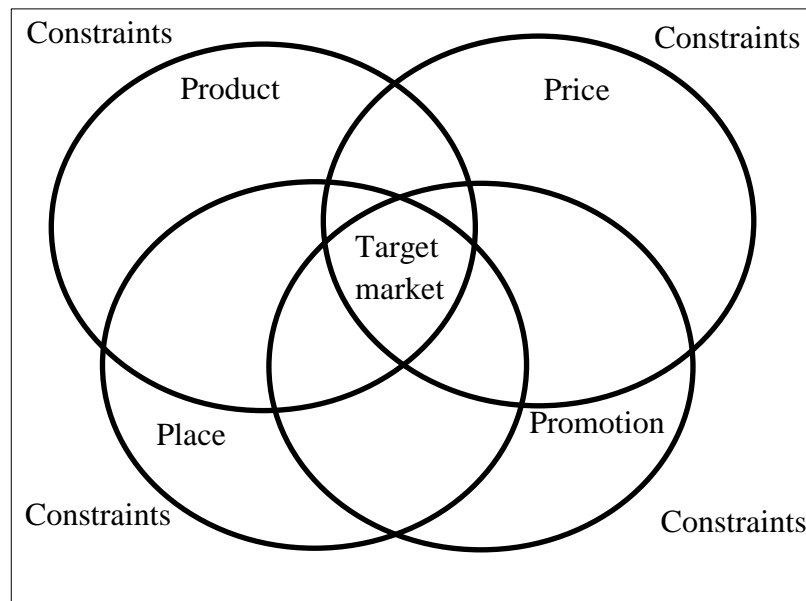 Constraints
Constraints
Product
Price
Target
market
Place
Promotion
Constraints
Constraints